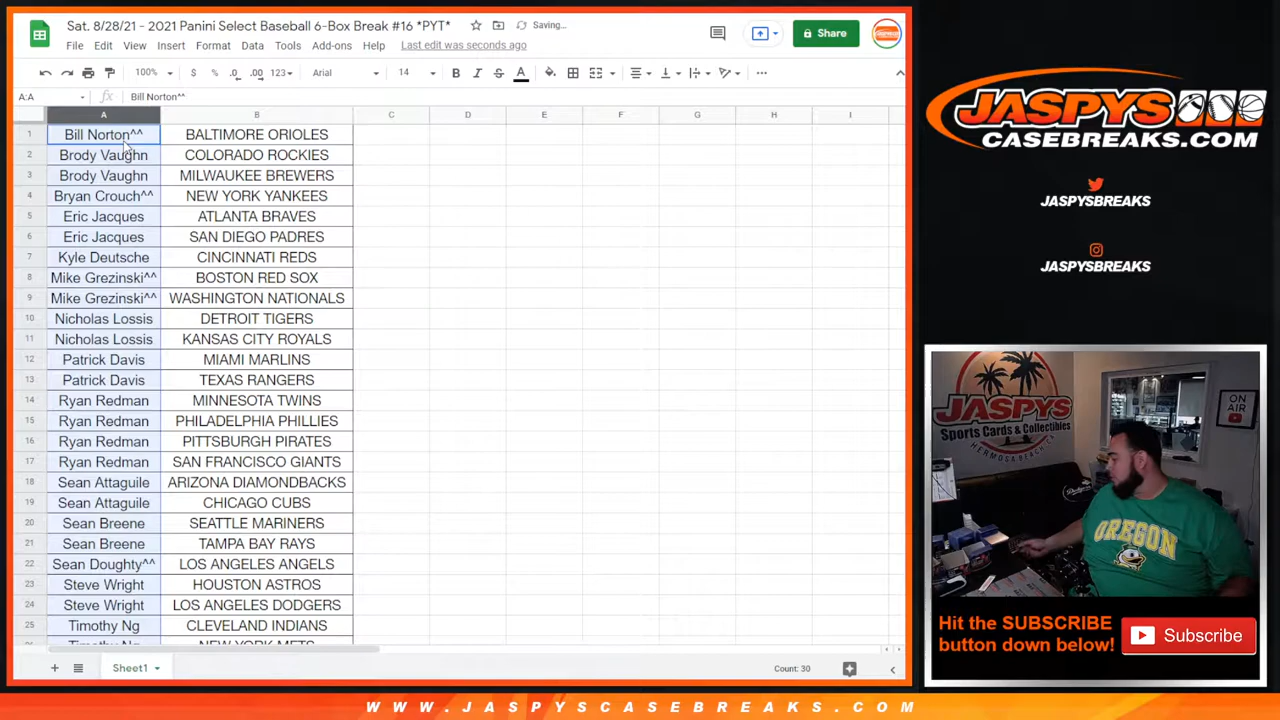 Sat. 8/28/21 - 2021 Panini Select Baseball 6-Box Break #16 *PYT*
Saving...
File Edit View Insert Format Data Tools Add-ons Help Last edit was seconds ago
Share
100% $ % .0 .00 123 Arial 14 B I S A
A:A fx Bill Norton^^
A B C D E F G H I
1 Bill Norton^^ BALTIMORE ORIOLES
2 Brody Vaughn COLORADO ROCKIES
3 Brody Vaughn MILWAUKEE BREWERS
4 Bryan Crouch^^ NEW YORK YANKEES
5 Eric Jacques ATLANTA BRAVES
6 Eric Jacques SAN DIEGO PADRES
7 Kyle Deutsche CINCINNATI REDS
8 Mike Grezinski^^ BOSTON RED SOX
9 Mike Grezinski^^ WASHINGTON NATIONALS
10 Nicholas Lossis DETROIT TIGERS
11 Nicholas Lossis KANSAS CITY ROYALS
12 Patrick Davis MIAMI MARLINS
13 Patrick Davis TEXAS RANGERS
14 Ryan Redman MINNESOTA TWINS
15 Ryan Redman PHILADELPHIA PHILLIES
16 Ryan Redman PITTSBURGH PIRATES
17 Ryan Redman SAN FRANCISCO GIANTS
18 Sean Attaguile ARIZONA DIAMONDBACKS
19 Sean Attaguile CHICAGO CUBS
20 Sean Breene SEATTLE MARINERS
21 Sean Breene TAMPA BAY RAYS
22 Sean Doughty^^ LOS ANGELES ANGELS
23 Steve Wright HOUSTON ASTROS
24 Steve Wright LOS ANGELES DODGERS
25 Timothy Ng CLEVELAND INDIANS
Timothy Ng NEW YORK METS
Sheet1
Count: 30
JASPYS
CASEBREAKS.COM
JASPYSBREAKS
JASPYSBREAKS
JASPYS
Sports Cards & Collectibles
HERMOSA BEACH
ON AIR
Dodgers
OREGON
Hit the SUBSCRIBE
button down below!
Subscribe
WWW.JASPYSCASEBREAKS.COM